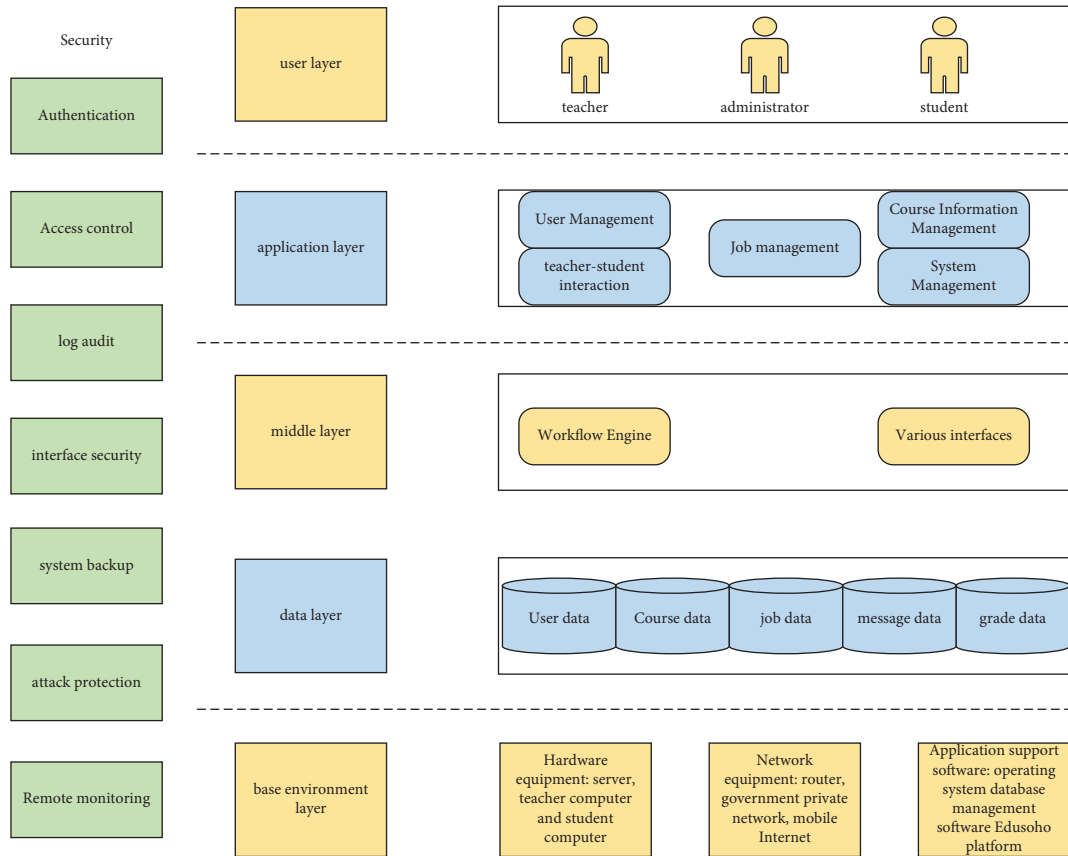 Security
Authentication
Access control
log audit
interface security
system backup
attack protection
Remote monitoring
user layer
teacher
administrator
student
application layer
User Management
teacher-student
interaction
Job management
Course Information
Management
System
Management
middle layer
Workflow Engine
Various interfaces
data layer
User data
Course data
job data
message data
grade data
base environment
layer
Hardware
equipment: server,
teacher computer
and student
computer
Network
equipment: router,
government private
network, mobile
Internet
Application support
software: operating
system database
management
software Edusoho
platform